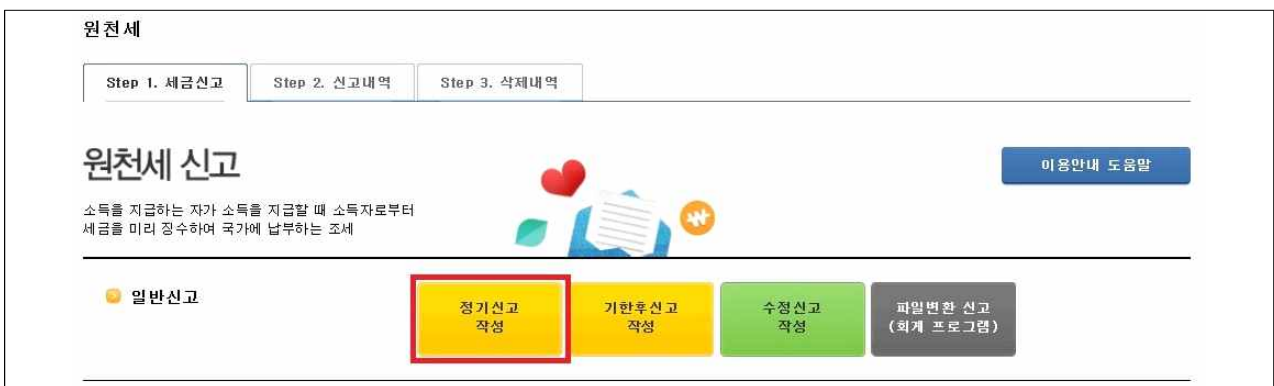 원천세
Step 1. 세금신고
Step 2. 신고내역
Step 3. 삭제내역
원천세 신고
이용안내 도움말
소득을 지급하는 자가 소득을 지급할 때 소득자로부터
세금을 미리 징수하여 국가에 납부하는 조세
일반신고
정기신고
작성
기한후신고
작성
수정신고
작성
파일변환 신고
(회계 프로그램)